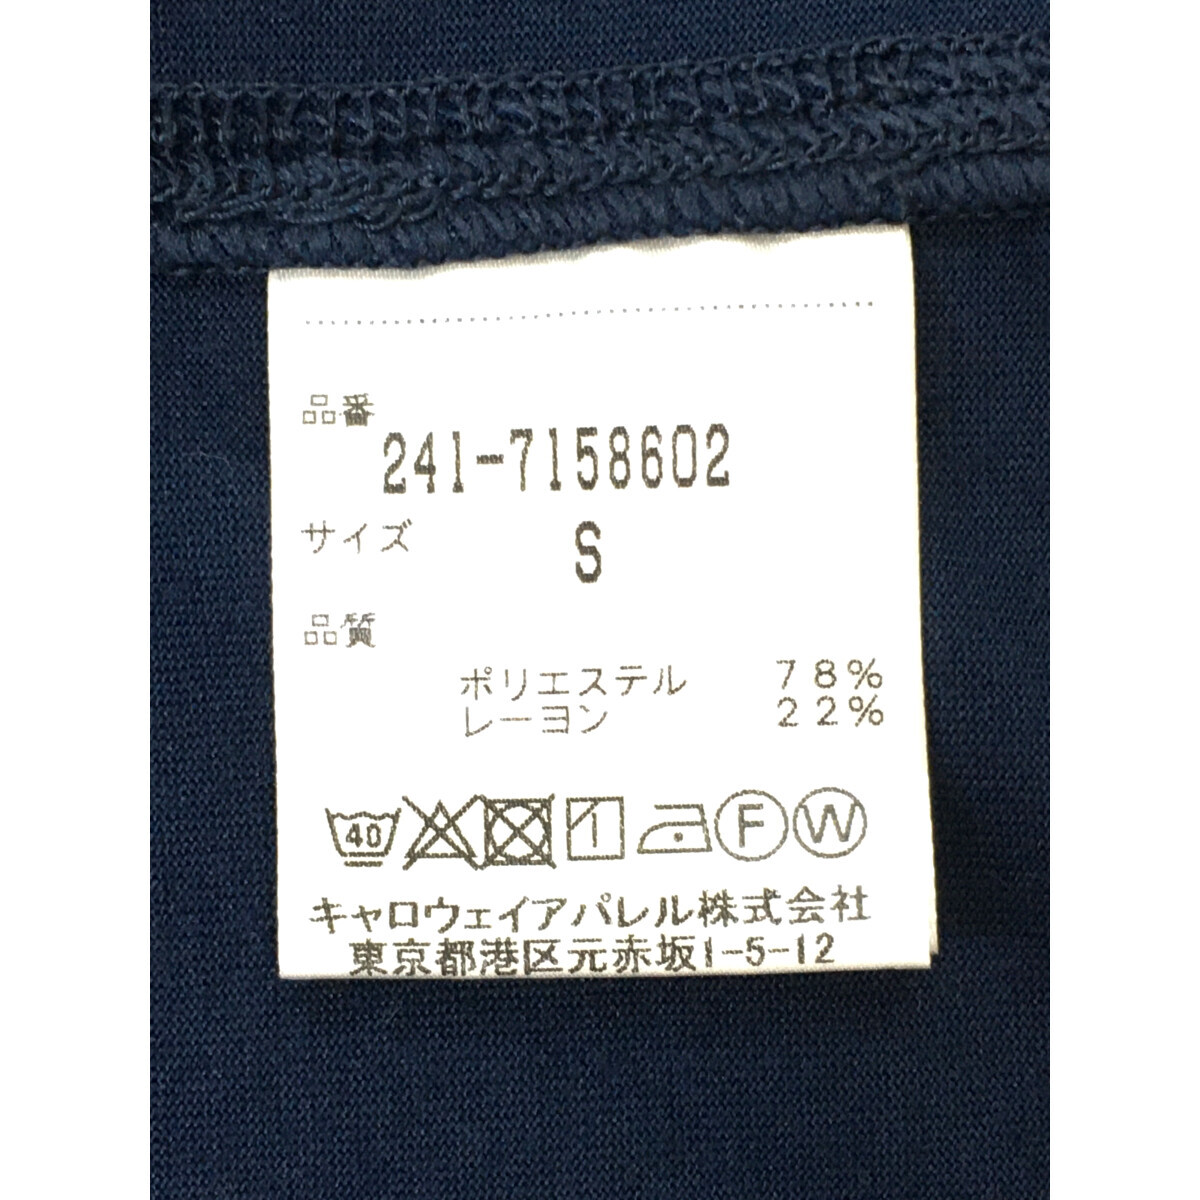 品番
241-7158602
サイズ S
品質
ポリエステル 78%
レーヨン 22%
40 F W
キャロウェイアパレル株式会社
東京都港区元赤坂1-5-12